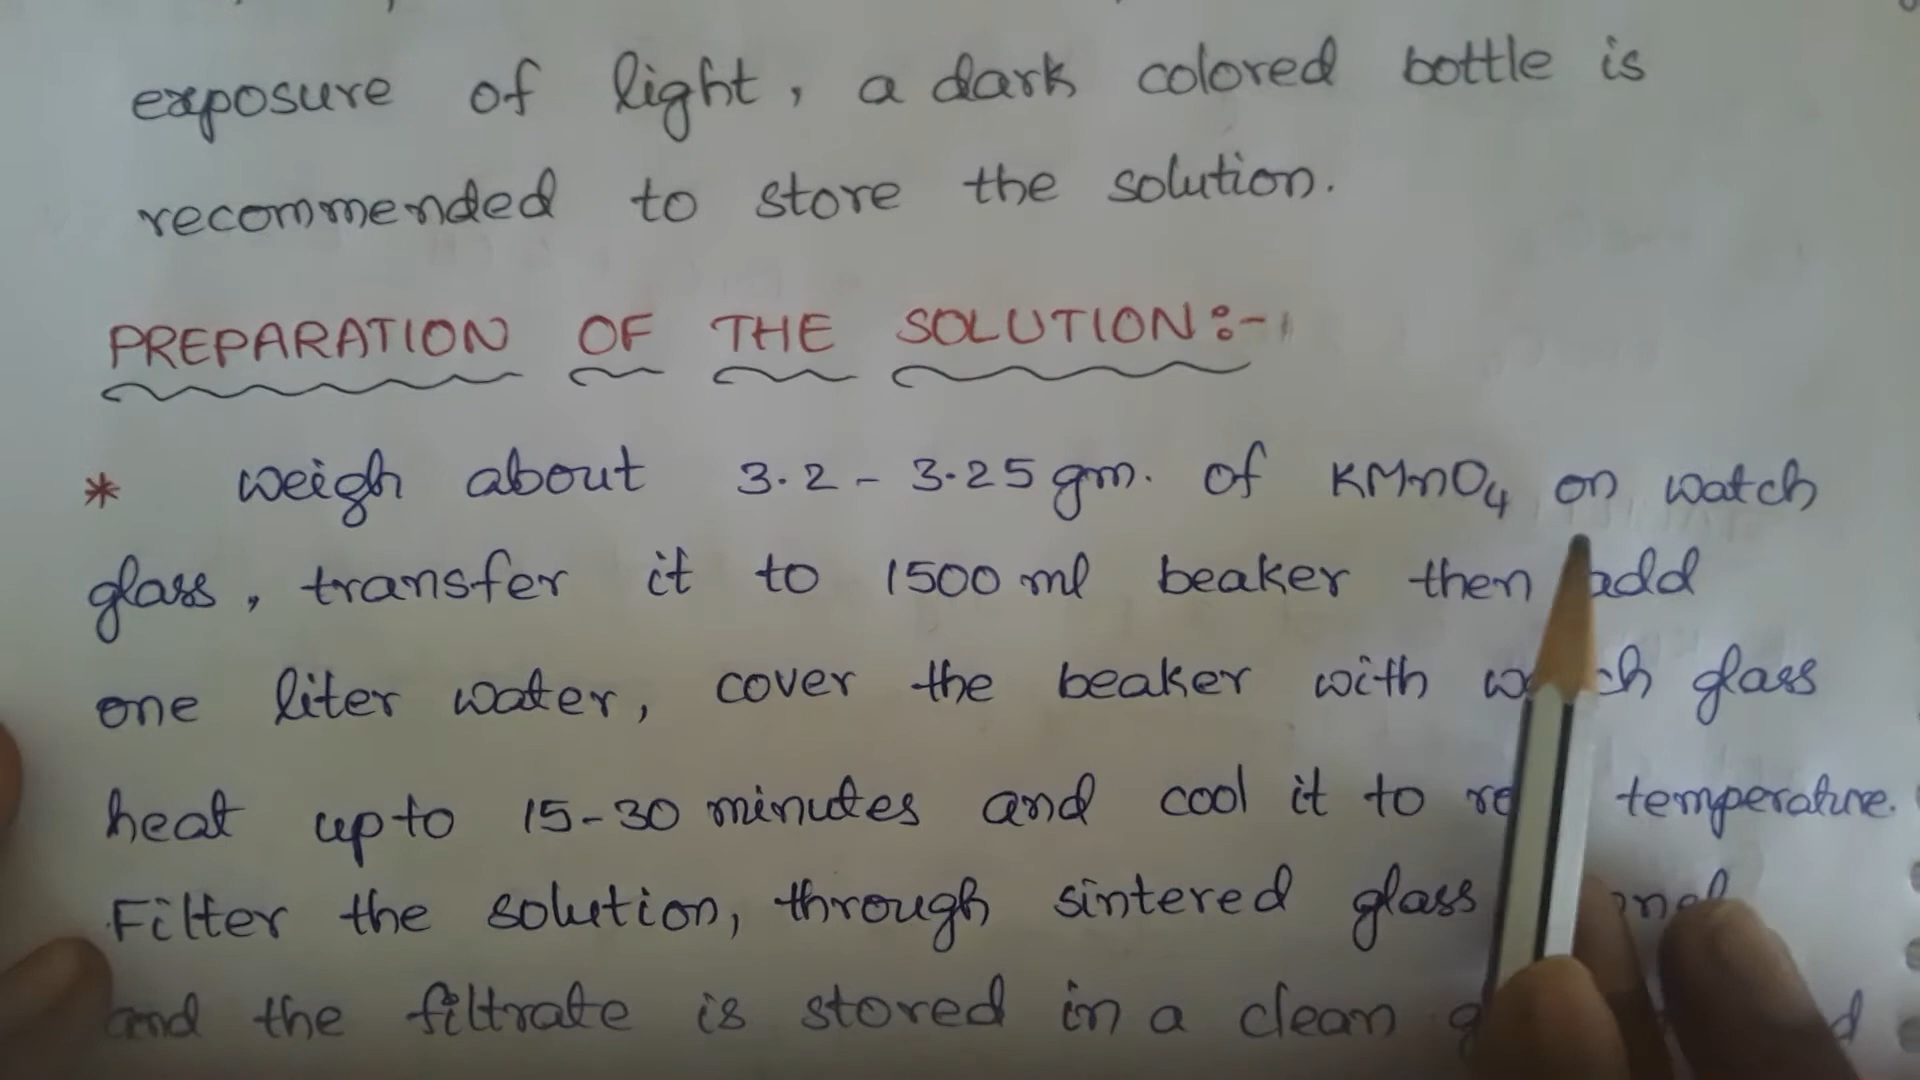 exposure of light, a dark colored bottle is
recommended to store the solution.
PREPARATION OF THE SOLUTION:-
* weigh about 3.2 - 3.25 gm. of KMnO4 on watch
glass, transfer it to 1500 ml beaker then add
one liter water, cover the beaker with watch glass
heat upto 15-30 minutes and cool it to temperature.
Filter the solution, through sintered glass
and the filtrate is stored in a clean